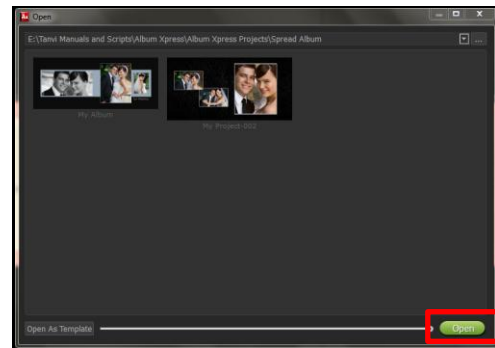 Open
E:\Tanvi Manuals and Scripts\Album Xpress\Album Xpress Projects\Spread Album
...
My Album
My Project-002
Open As Template
Open